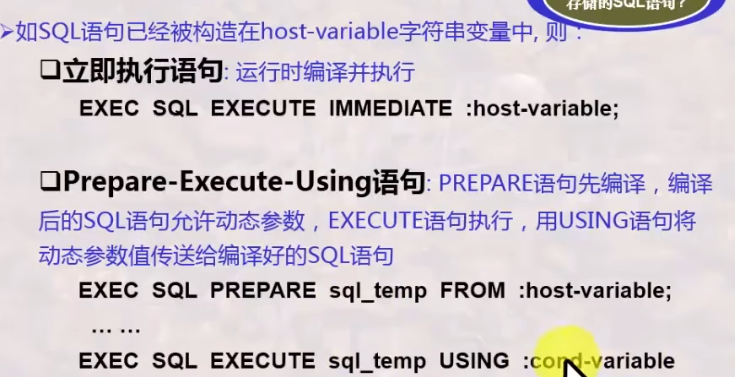 存储的SQL语句？
➢如SQL语句已经被构造在host-variable字符串变量中, 则：
❑立即执行语句: 运行时编译并执行
EXEC SQL EXECUTE IMMEDIATE :host-variable;
❑Prepare-Execute-Using语句: PREPARE语句先编译，编译
后的SQL语句允许动态参数，EXECUTE语句执行，用USING语句将
动态参数值传送给编译好的SQL语句
EXEC SQL PREPARE sql_temp FROM :host-variable;
... ...
EXEC SQL EXECUTE sql_temp USING :cond-variable